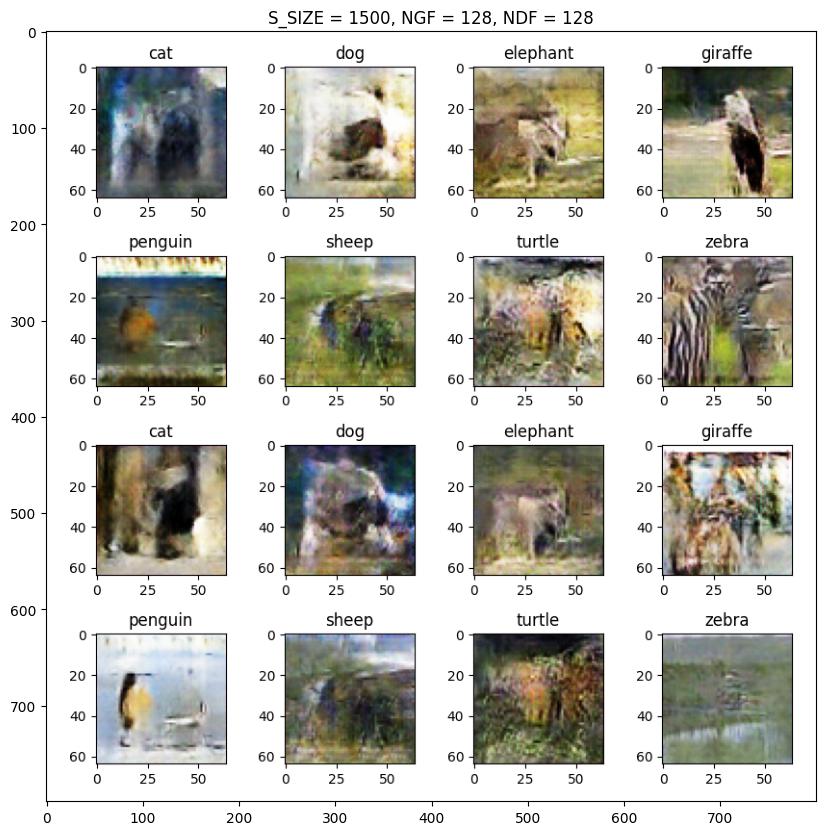 S_SIZE = 1500, NGF = 128, NDF = 128
0
cat dog elephant giraffe
0 0 0 0
20 20 20 20
100
40 40 40 40
60 60 60 60
0 25 50 0 25 50 0 25 50 0 25 50
200
penguin sheep turtle zebra
0 0 0 0
20 20 20 20
300
40 40 40 40
60 60 60 60
0 25 50 0 25 50 0 25 50 0 25 50
400
cat dog elephant giraffe
0 0 0 0
20 20 20 20
500
40 40 40 40
60 60 60 60
0 25 50 0 25 50 0 25 50 0 25 50
600
penguin sheep turtle zebra
0 0 0 0
20 20 20 20
700
40 40 40 40
60 60 60 60
0 25 50 0 25 50 0 25 50 0 25 50
0 100 200 300 400 500 600 700